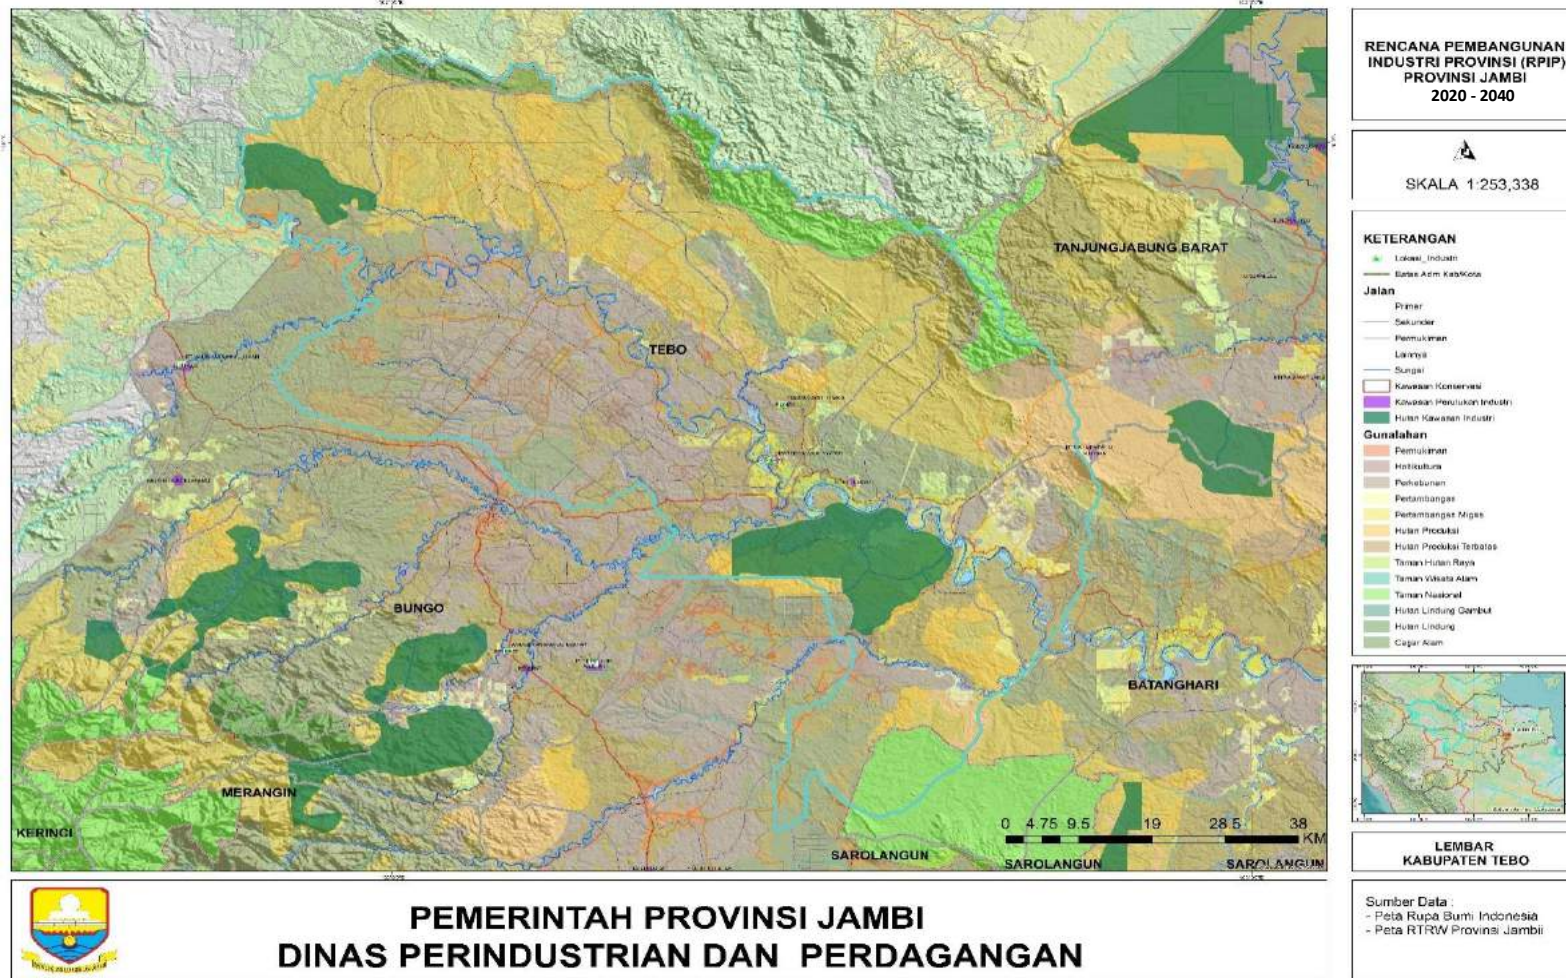 RENCANA PEMBANGUNAN
INDUSTRI PROVINSI (RPIP)
PROVINSI JAMBI
2020 - 2040
SKALA 1:253,338
KETERANGAN
Lokasi_Industri
Batas Adm Kab/Kota
Jalan
Primer
Sekunder
Permukiman
Lainnya
Sungai
Kawasan Konservasi
Kawasan Perutukan Industri
Hutan Kawasan Industri
Gunalahan
Permukiman
Holtikultura
Perkebunan
Pertambangan
Pertambangan Migas
Hutan Produksi
Hutan Produksi Terbatas
Taman Hutan Raya
Taman Wisata Alam
Taman Nasional
Hutan Lindung Gambut
Hutan Lindung
Cagar Alam
TANJUNGJABUNG BARAT
TEBO
BUNGO
BATANGHARI
MERANGIN
KERINCI
SAROLANGUN
SAROLANGUN
SAROLANGUN
0 4.75 9.5 19 28.5 38
KM
LEMBAR
KABUPATEN TEBO
PEMERINTAH PROVINSI JAMBI
DINAS PERINDUSTRIAN DAN PERDAGANGAN
Sumber Data :
- Peta Rupa Bumi Indonesia
- Peta RTRW Provinsi Jambii